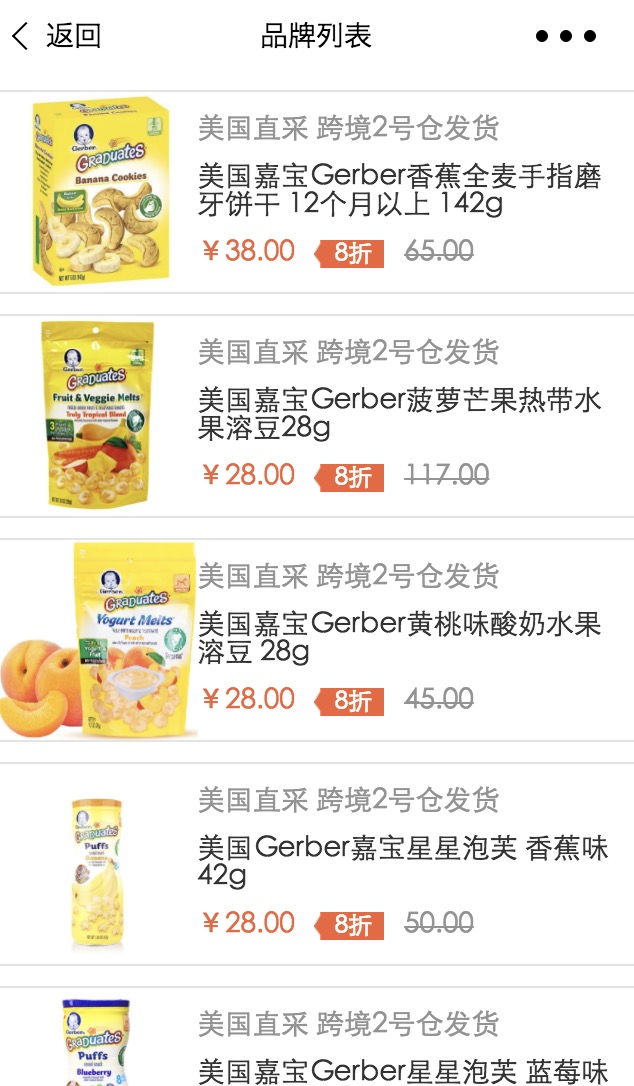 返回
品牌列表
美国直采 跨境2号仓发货
Gerber
GRADUATES
Banana Cookies
美国嘉宝Gerber香蕉全麦手指磨
牙饼干 12个月以上 142g
￥38.00
8折
65.00
美国直采 跨境2号仓发货
Gerber
GRADUATES
Fruit & Veggie Melts
Truly Tropical Blend
美国嘉宝Gerber菠萝芒果热带水
果溶豆28g
￥28.00
8折
117.00
美国直采 跨境2号仓发货
Gerber
GRADUATES
Yogurt Melts
Peach
美国嘉宝Gerber黄桃味酸奶水果
溶豆 28g
￥28.00
8折
45.00
美国直采 跨境2号仓发货
GRADUATES
Puffs
Banana
美国Gerber嘉宝星星泡芙 香蕉味
42g
￥28.00
8折
50.00
美国直采 跨境2号仓发货
Gerber
GRADUATES
Puffs
Blueberry
美国嘉宝Gerber星星泡芙 蓝莓味